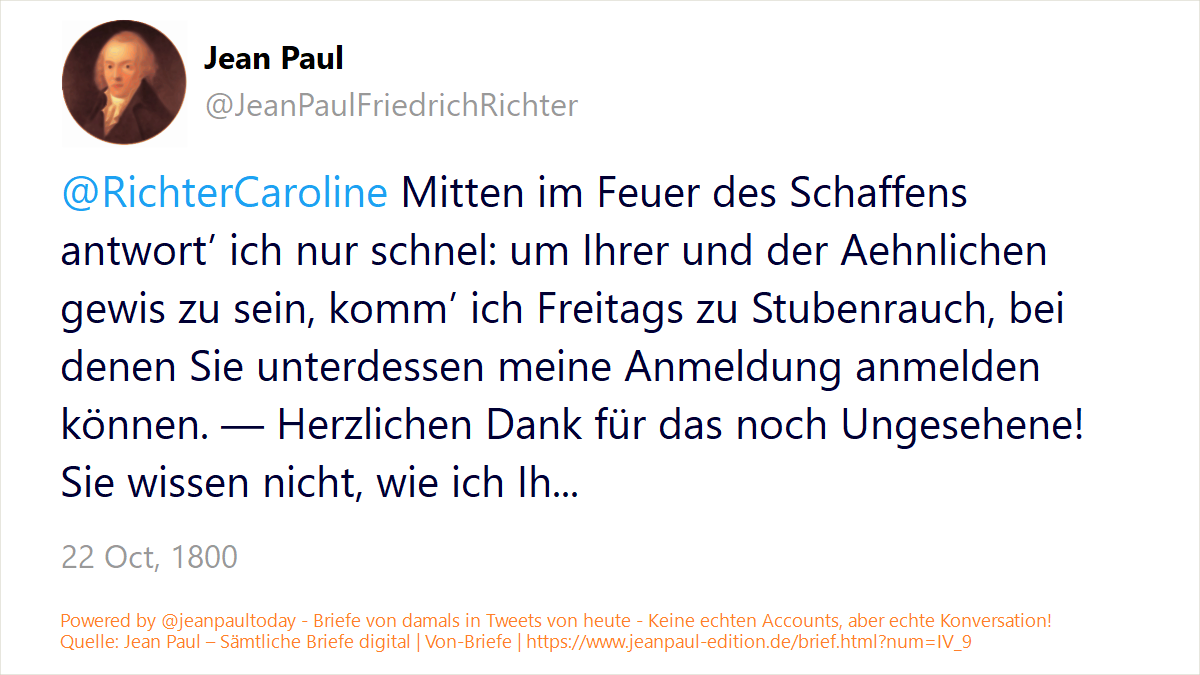 Jean Paul
@JeanPaulFriedrichRichter
@RichterCaroline Mitten im Feuer des Schaffens
antwort’ ich nur schnel: um Ihrer und der Aehnlichen
gewis zu sein, komm’ ich Freitags zu Stubenrauch, bei
denen Sie unterdessen meine Anmeldung anmelden
können. — Herzlichen Dank für das noch Ungesehene!
Sie wissen nicht, wie ich Ih...
22 Oct, 1800
Powered by @jeanpaultoday - Briefe von damals in Tweets von heute - Keine echten Accounts, aber echte Konversation!
Quelle: Jean Paul – Sämtliche Briefe digital | Von-Briefe | https://www.jeanpaul-edition.de/brief.html?num=IV_9